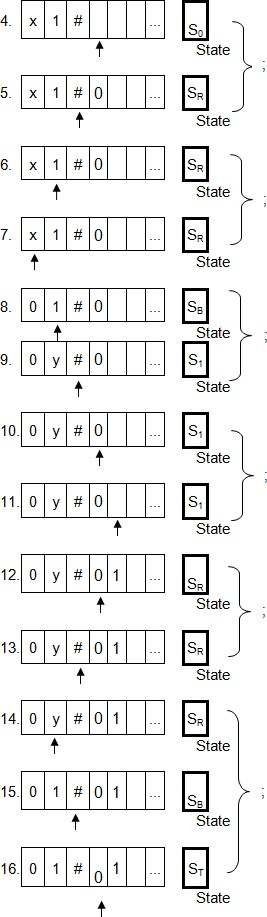 4. x 1 # ... S0
State
;
5. x 1 # 0 ... SR
State
6. x 1 # 0 ... SR
State
;
7. x 1 # 0 ... SR
State
8. 0 1 # 0 ... SB
State
;
9. 0 y # 0 ... S1
State
10. 0 y # 0 ... S1
State
;
11. 0 y # 0 ... S1
State
12. 0 y # 0 1 ... SR
State
;
13. 0 y # 0 1 ... SR
State
14. 0 y # 0 1 ... SR
State
15. 0 1 # 0 1 ... SB
;
State
16. 0 1 # 0 1 ... ST
State